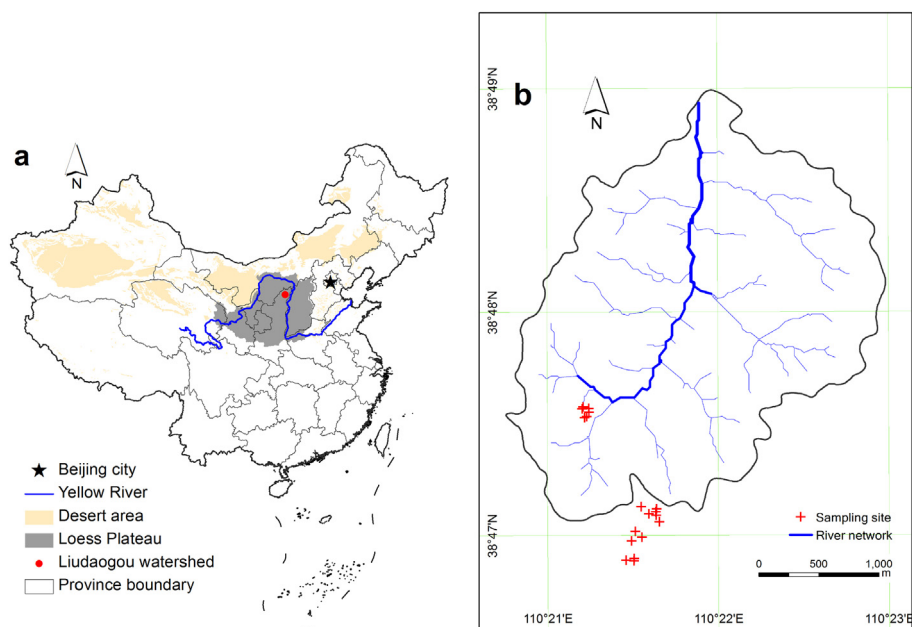 a
N
Beijing city
Yellow River
Desert area
Loess Plateau
Liudaogou watershed
Province boundary
b
N
38°49'N
38°48'N
38°47'N
Sampling site
River network
0 500 1,000
m
110°21'E 110°22'E 110°23'E